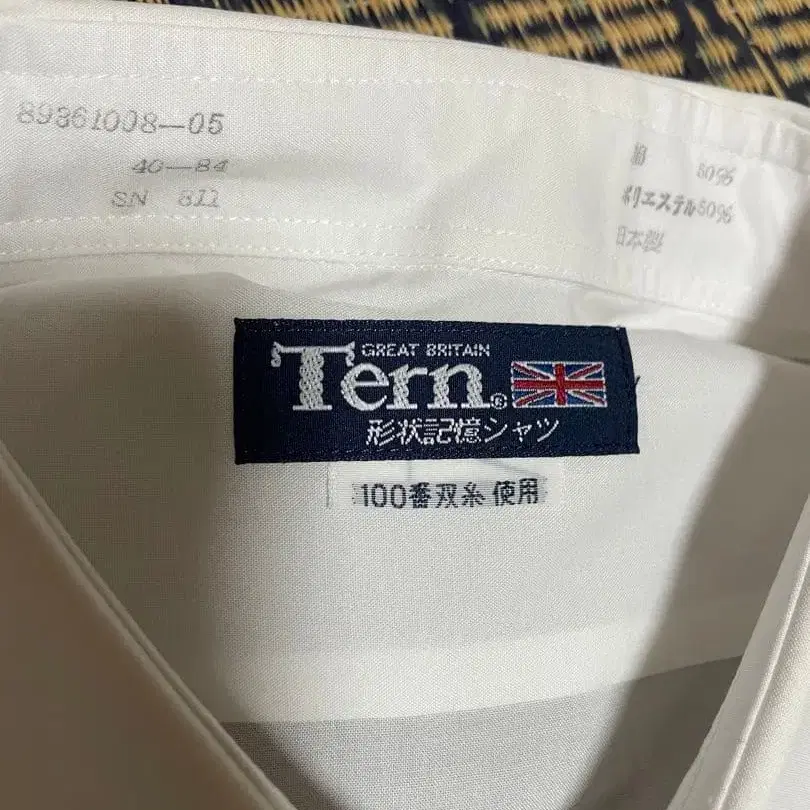 89361008—05
40—84
SN 811
綿 50%
ポリエステル50%
日本製
GREAT BRITAIN
Tern®
形状記憶シャツ
100番双糸使用